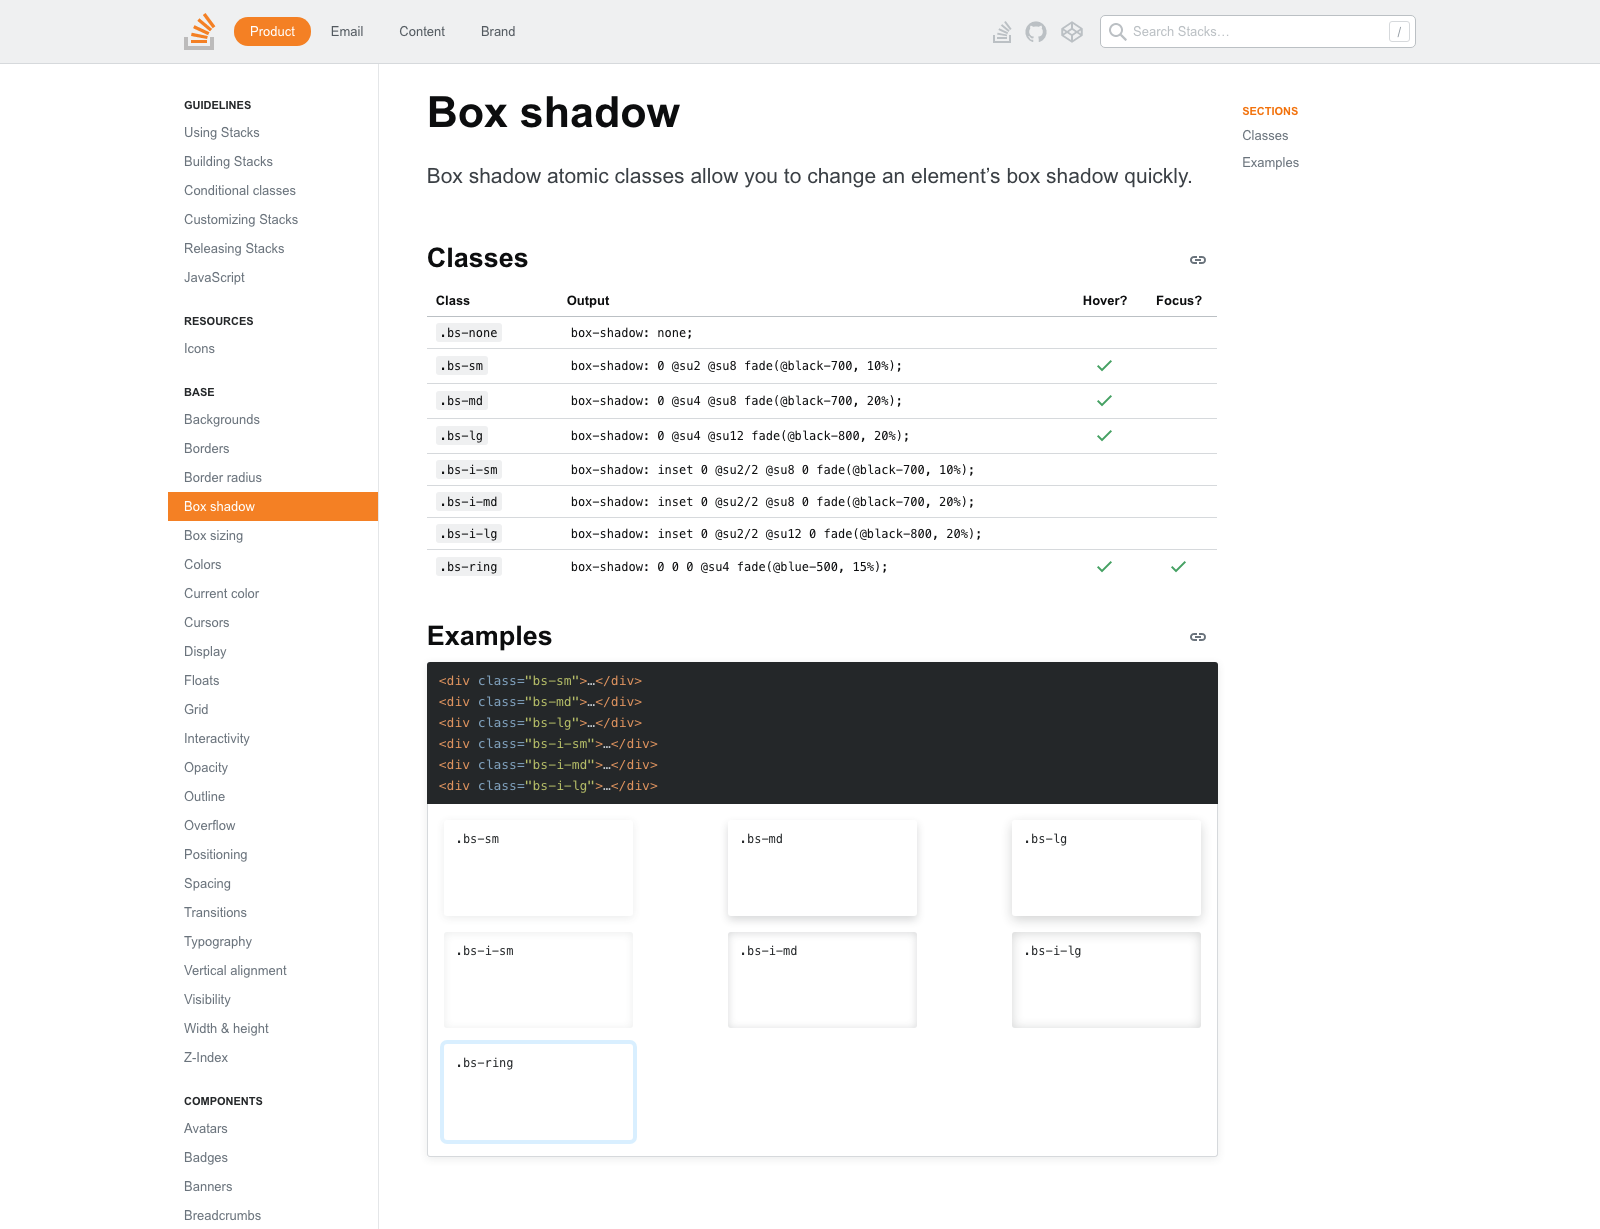 Product
Email
Content
Brand
Search Stacks…
/
GUIDELINES
Using Stacks
Building Stacks
Conditional classes
Customizing Stacks
Releasing Stacks
JavaScript
RESOURCES
Icons
BASE
Backgrounds
Borders
Border radius
Box shadow
Box sizing
Colors
Current color
Cursors
Display
Floats
Grid
Interactivity
Opacity
Outline
Overflow
Positioning
Spacing
Transitions
Typography
Vertical alignment
Visibility
Width & height
Z-Index
COMPONENTS
Avatars
Badges
Banners
Breadcrumbs
Box shadow
Box shadow atomic classes allow you to change an element’s box shadow quickly.
Classes
Class Output Hover? Focus?
.bs-none box-shadow: none;
.bs-sm box-shadow: 0 @su2 @su8 fade(@black-700, 10%);
.bs-md box-shadow: 0 @su4 @su8 fade(@black-700, 20%);
.bs-lg box-shadow: 0 @su4 @su12 fade(@black-800, 20%);
.bs-i-sm box-shadow: inset 0 @su2/2 @su8 0 fade(@black-700, 10%);
.bs-i-md box-shadow: inset 0 @su2/2 @su8 0 fade(@black-700, 20%);
.bs-i-lg box-shadow: inset 0 @su2/2 @su12 0 fade(@black-800, 20%);
.bs-ring box-shadow: 0 0 0 @su4 fade(@blue-500, 15%);
Examples
<div class="bs-sm">…</div>
<div class="bs-md">…</div>
<div class="bs-lg">…</div>
<div class="bs-i-sm">…</div>
<div class="bs-i-md">…</div>
<div class="bs-i-lg">…</div>
.bs-sm
.bs-md
.bs-lg
.bs-i-sm
.bs-i-md
.bs-i-lg
.bs-ring
SECTIONS
Classes
Examples